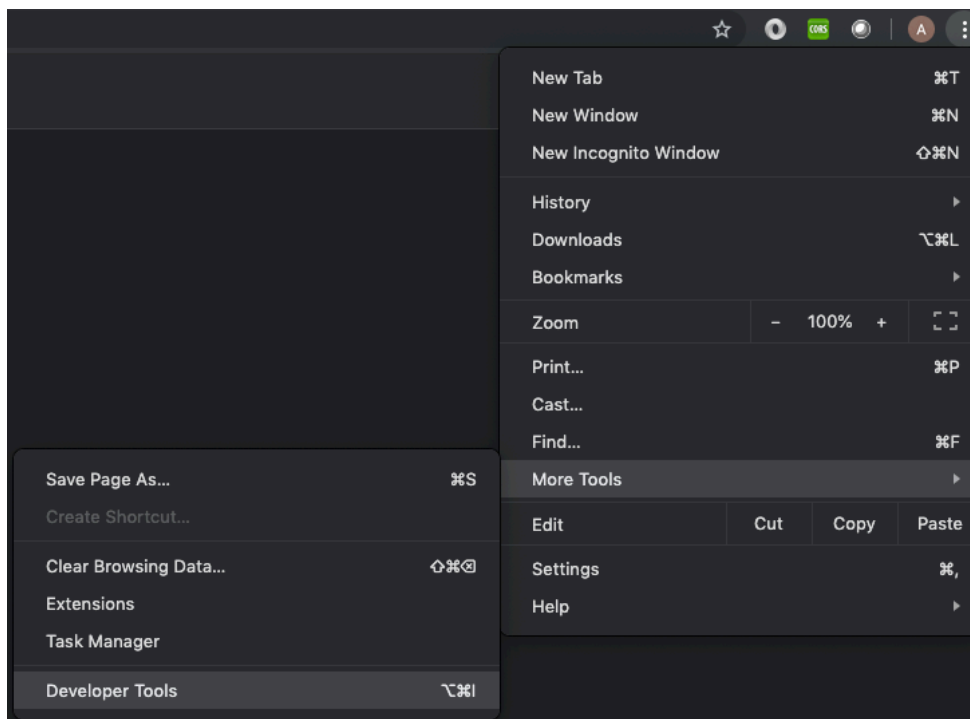 CORS
A
New Tab ⌘T
New Window ⌘N
New Incognito Window ⇧⌘N
History
Downloads ⌥⌘L
Bookmarks
Zoom - 100% +
Print... ⌘P
Cast...
Find... ⌘F
More Tools
Edit Cut Copy Paste
Settings ⌘,
Help
Save Page As... ⌘S
Create Shortcut...
Clear Browsing Data... ⇧⌘⌫
Extensions
Task Manager
Developer Tools ⌥⌘I